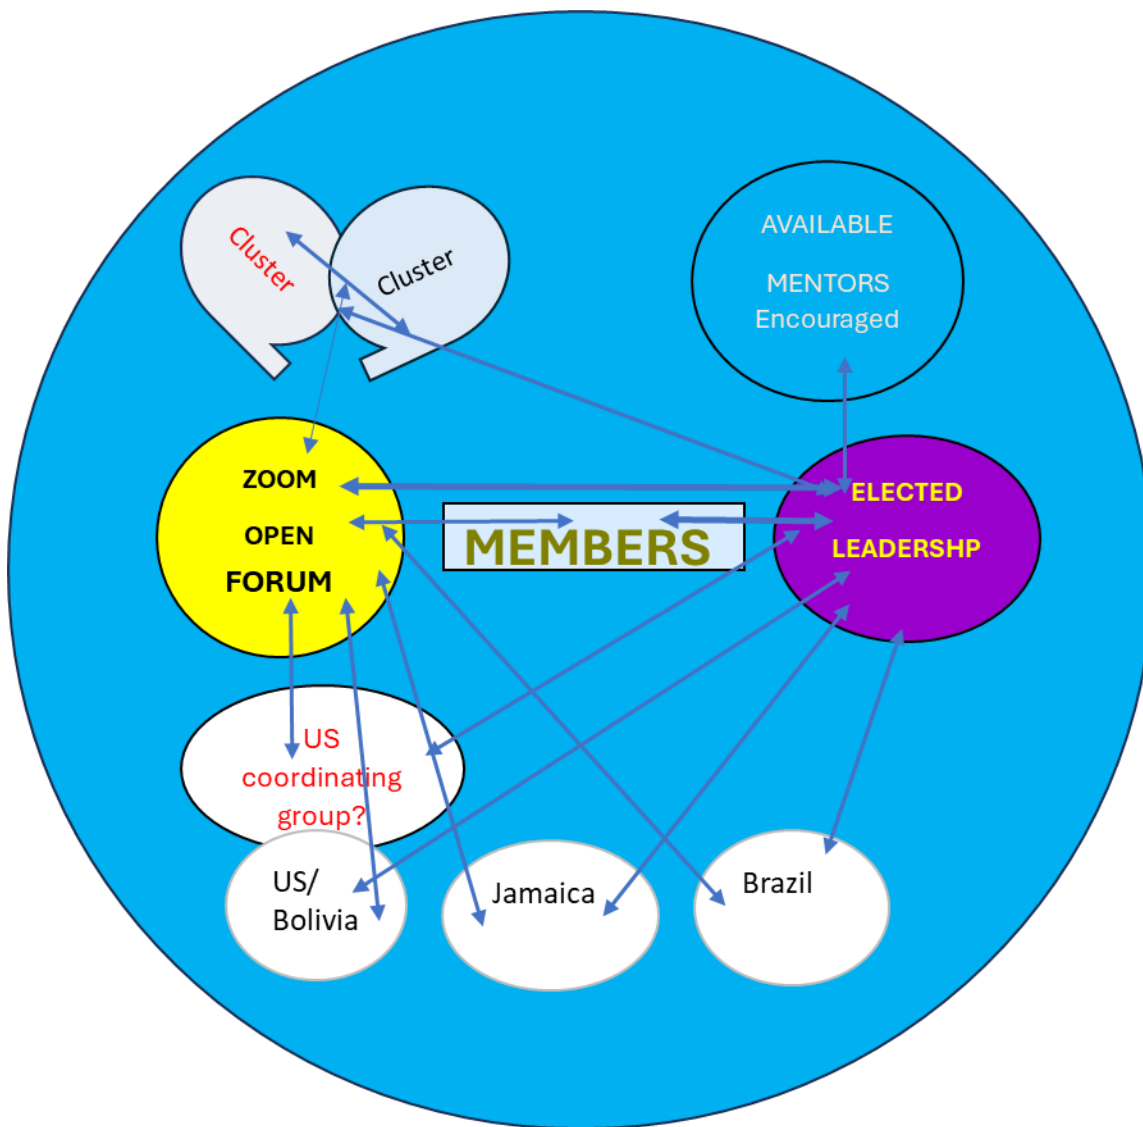 Cluster
Cluster
AVAILABLE
MENTORS
Encouraged
ZOOM
OPEN
FORUM
MEMBERS
ELECTED
LEADERSHP
US
coordinating
group?
US/
Bolivia
Jamaica
Brazil